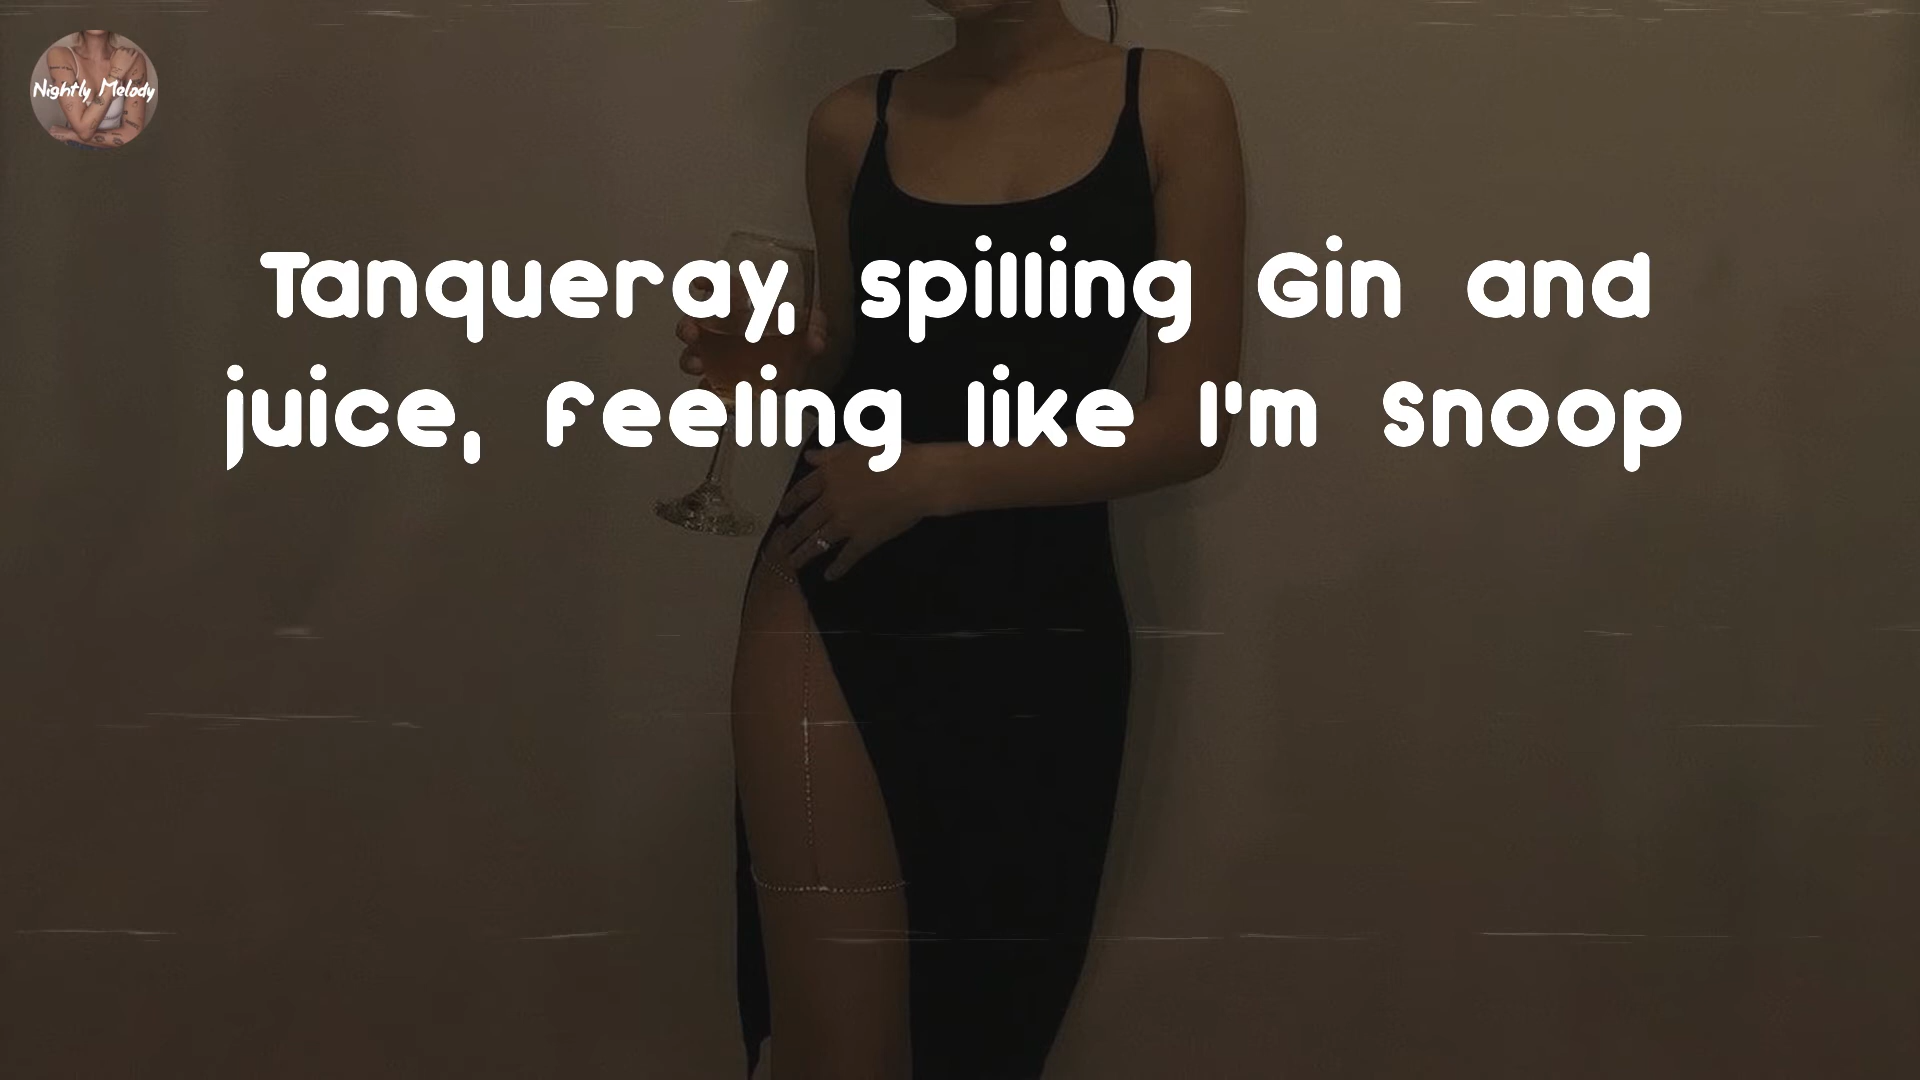 Nightly Melody
Tanqueray, spilling Gin and
juice, feeling like I'm Snoop